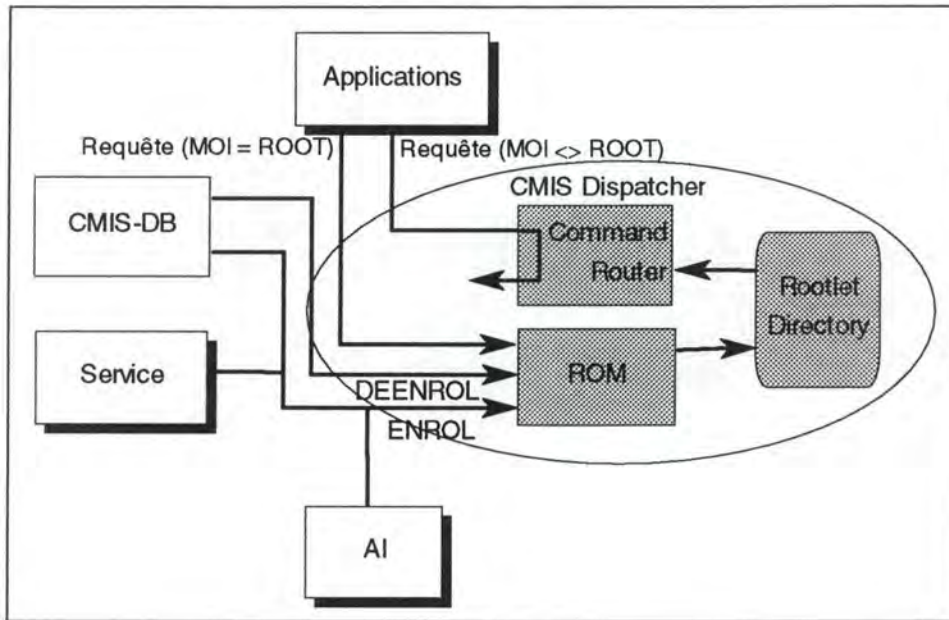 Applications
Requête (MOI = ROOT)
Requête (MOI <> ROOT)
CMIS Dispatcher
CMIS-DB
Command
Router
Rootlet
Directory
Service
ROM
DEENROL
ENROL
AI